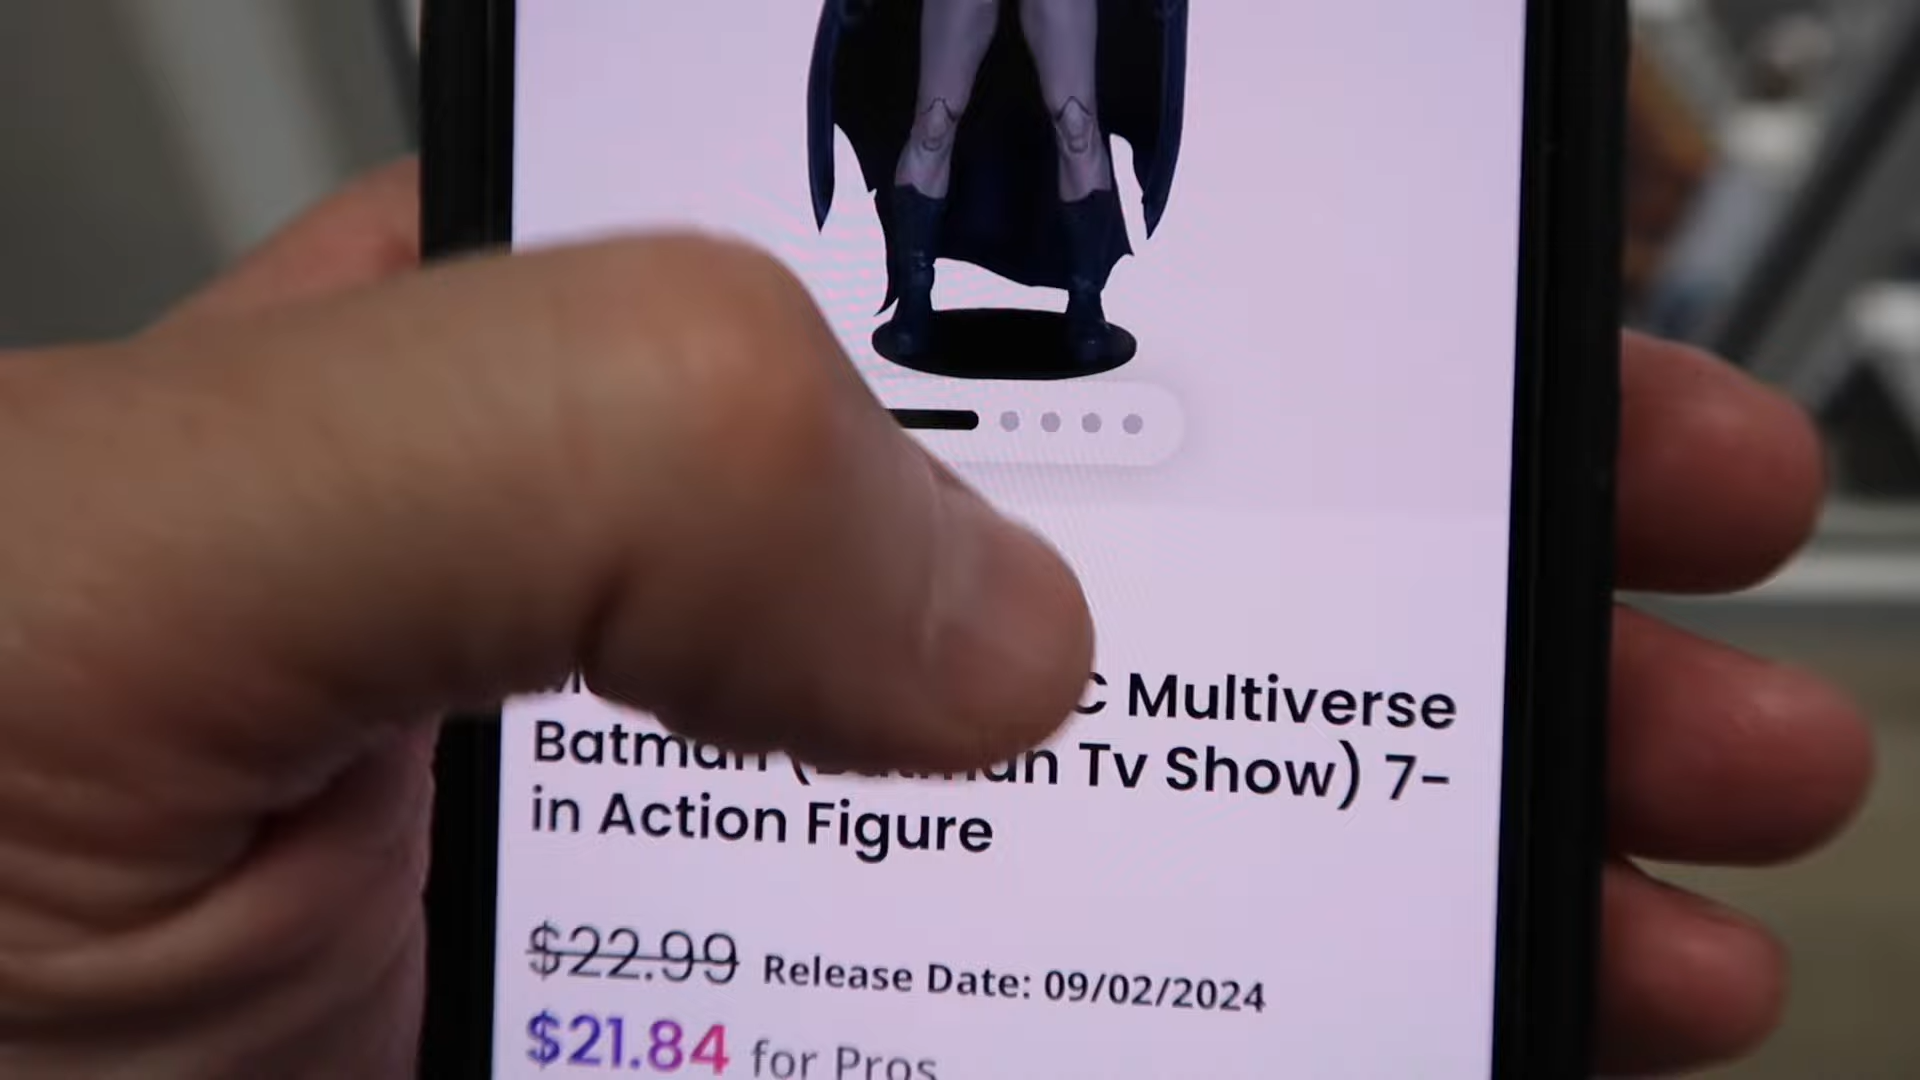 Multiverse
Batman Tv Show) 7-
in Action Figure
$22.99 Release Date: 09/02/2024
$21.84 for Pros